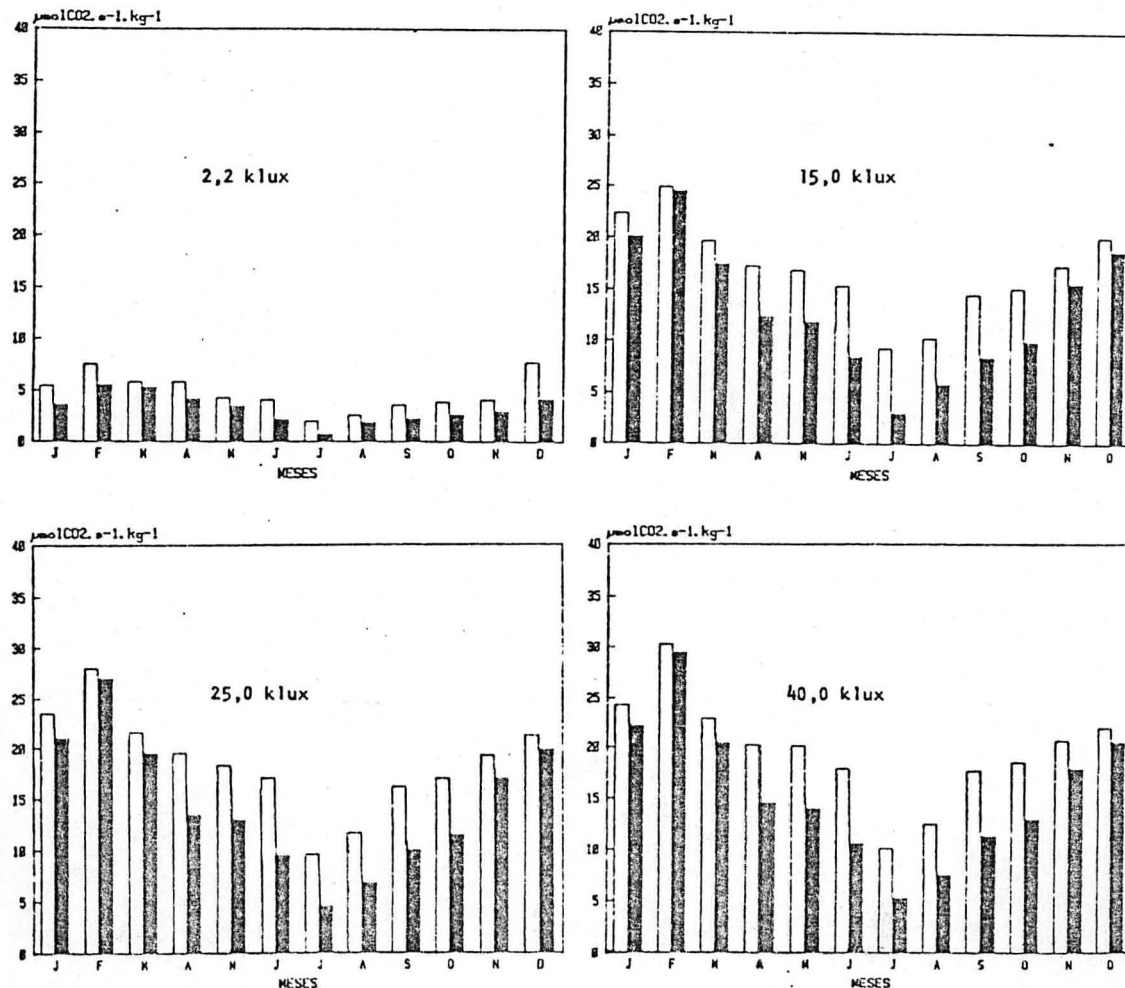 µmolCO2.s-1.kg-1
40
35
30
25
20
15
10
5
0
2,2 klux
J F M A M J J A S O N D
MESES
µmolCO2.s-1.kg-1
40
35
30
25
20
15
10
5
0
15,0 klux
J F M A M J J A S O N D
MESES
µmolCO2.s-1.kg-1
40
35
30
25
20
15
10
5
0
25,0 klux
J F M A M J J A S O N D
MESES
µmolCO2.s-1.kg-1
40
35
30
25
20
15
10
5
0
40,0 klux
J F M A M J J A S O N D
MESES